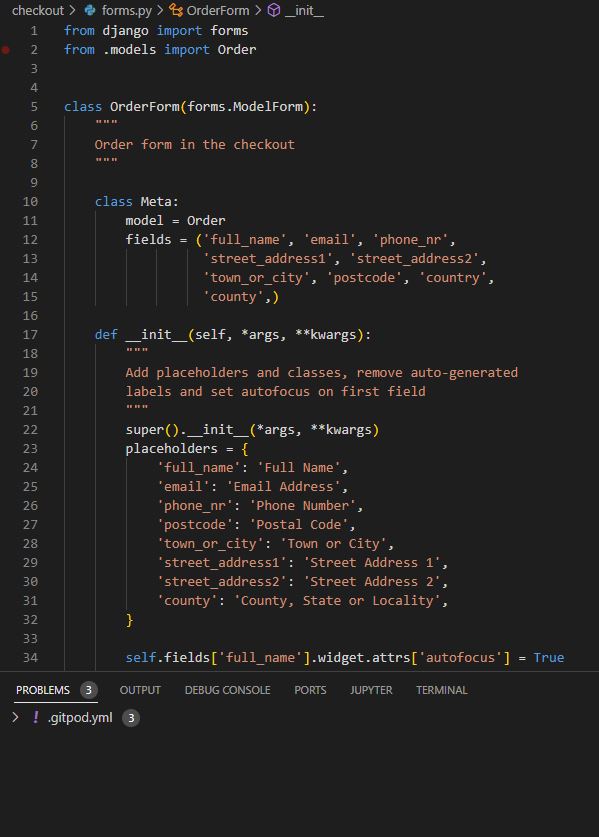 checkout > forms.py > OrderForm > __init__
1 from django import forms
2 from .models import Order
3
4
5 class OrderForm(forms.ModelForm):
6     """
7     Order form in the checkout
8     """
9
10     class Meta:
11         model = Order
12         fields = ('full_name', 'email', 'phone_nr',
13                   'street_address1', 'street_address2',
14                   'town_or_city', 'postcode', 'country',
15                   'county',)
16
17     def __init__(self, *args, **kwargs):
18         """
19         Add placeholders and classes, remove auto-generated
20         labels and set autofocus on first field
21         """
22         super().__init__(*args, **kwargs)
23         placeholders = {
24             'full_name': 'Full Name',
25             'email': 'Email Address',
26             'phone_nr': 'Phone Number',
27             'postcode': 'Postal Code',
28             'town_or_city': 'Town or City',
29             'street_address1': 'Street Address 1',
30             'street_address2': 'Street Address 2',
31             'county': 'County, State or Locality',
32         }
33
34         self.fields['full_name'].widget.attrs['autofocus'] = True
PROBLEMS 3 OUTPUT DEBUG CONSOLE PORTS JUPYTER TERMINAL
> ! .gitpod.yml 3